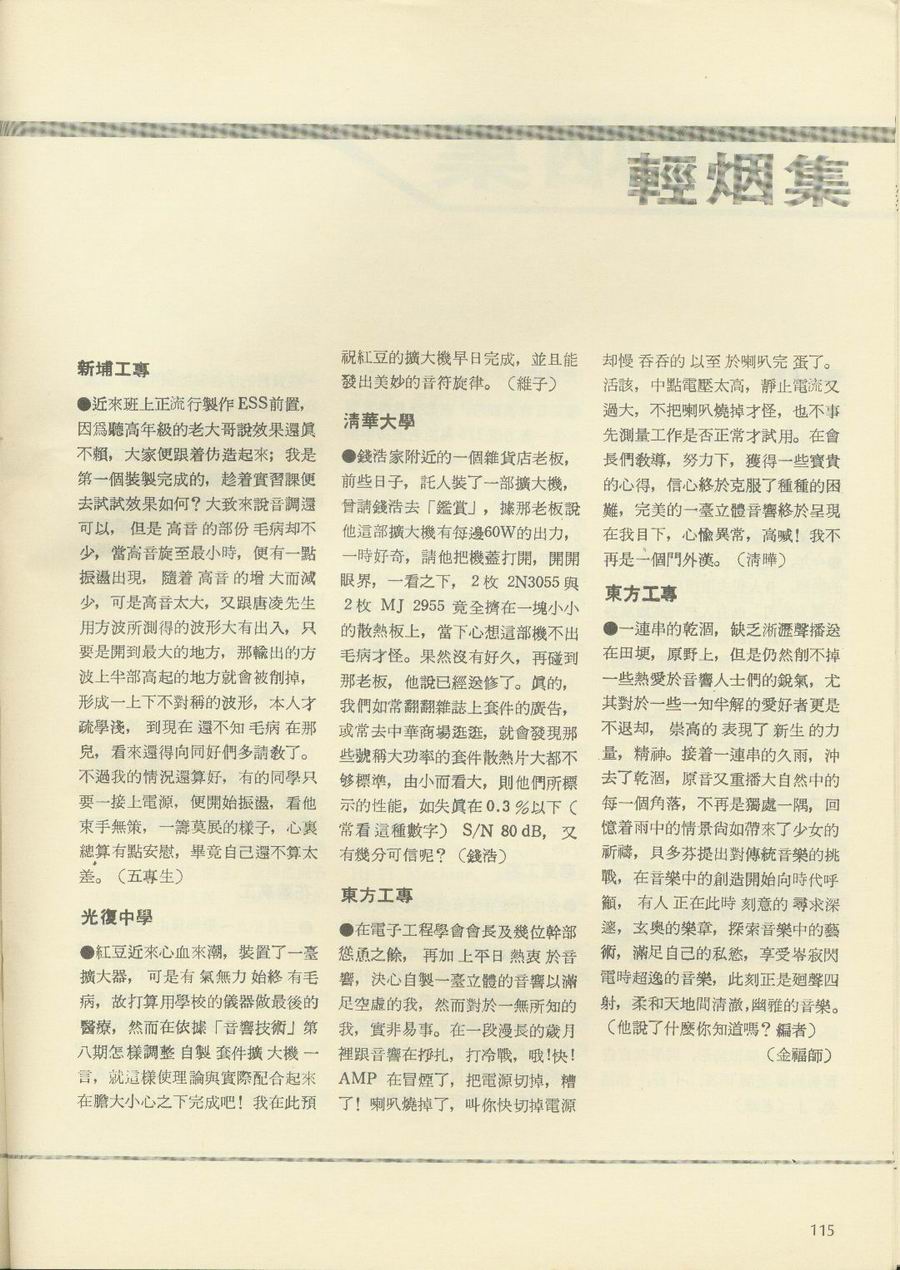 輕烟集
新埔工專
●近來班上正流行製作ESS前置，
因爲聽高年級的老大哥說效果還眞
不賴，大家便跟着仿造起來；我是
第一個裝製完成的，趁着實習課便
去試試效果如何？大致來說音調還
可以，但是高音的部份毛病却不
少，當高音旋至最小時，便有一點
振盪出現，隨着高音的增大而減
少，可是高音太大，又跟唐凌先生
用方波所測得的波形大有出入，只
要是開到最大的地方，那輸出的方
波上半部高起的地方就會被削掉，
形成一上下不對稱的波形，本人才
疏學淺，到現在還不知毛病在那
兒，看來還得向同好們多請教了。
不過我的情況還算好，有的同學只
要一接上電源，便開始振盪，看他
束手無策，一籌莫展的樣子，心裏
總算有點安慰，畢竟自己還不算太
差。（五專生）
光復中學
●紅豆近來心血來潮，裝置了一臺
擴大器，可是有氣無力始終有毛
病，故打算用學校的儀器做最後的
醫療，然而在依據「音響技術」第
八期怎樣調整自製套件擴大機一
言，就這樣使理論與實際配合起來
在膽大小心之下完成吧！我在此預
祝紅豆的擴大機早日完成，並且能
發出美妙的音符旋律。（維子）
清華大學
●錢浩家附近的一個雜貨店老板，
前些日子，託人裝了一部擴大機，
曾請錢浩去「鑑賞」，據那老板說
他這部擴大機有每邊60W的出力，
一時好奇，請他把機蓋打開，開開
眼界，一看之下，2枚 2N3055與
2枚 MJ 2955 竟全擠在一塊小小
的散熱板上，當下心想這部機不出
毛病才怪。果然沒有好久，再碰到
那老板，他說已經送修了。眞的，
我們如常翻翻雜誌上套件的廣告，
或常去中華商場逛逛，就會發現那
些號稱大功率的套件散熱片大都不
够標準，由小而看大，則他們所標
示的性能，如失眞在0.3％以下（
常看這種數字） S/N 80 dB，又
有幾分可信呢？（錢浩）
東方工專
●在電子工程學會會長及幾位幹部
慫恿之餘，再加上平日熱衷於音
響，決心自製一臺立體的音響以滿
足空虛的我，然而對於一無所知的
我，實非易事。在一段漫長的歲月
裡跟音響在掙扎，打冷戰，哦！快！
AMP 在冒煙了，把電源切掉，糟
了！喇叭燒掉了，叫你快切掉電源
却慢吞吞的以至於喇叭完蛋了。
活該，中點電壓太高，靜止電流又
過大，不把喇叭燒掉才怪，也不事
先測量工作是否正常才試用。在會
長們敎導，努力下，獲得一些寶貴
的心得，信心終於克服了種種的困
難，完美的一臺立體音響終於呈現
在我目下，心愉異常，高喊！我不
再是一個門外漢。（淸曄）
東方工專
●一連串的乾涸，缺乏淅瀝聲播送
在田埂，原野上，但是仍然削不掉
一些熱愛於音響人士們的銳氣，尤
其對於一些一知半解的愛好者更是
不退却，崇高的表現了新生的力
量，精神。接着一連串的久雨，沖
去了乾涸，原音又重播大自然中的
每一個角落，不再是獨處一隅，回
憶着雨中的情景尙如帶來了少女的
祈禱，貝多芬提出對傳統音樂的挑
戰，在音樂中的創造開始向時代呼
籲，有人正在此時刻意的尋求深
邃，玄奧的樂章，探索音樂中的藝
術，滿足自己的私慾，享受岑寂閃
電時超逸的音樂，此刻正是廻聲四
射，柔和天地間清澈，幽雅的音樂。
（他說了什麼你知道嗎？編者）
（金福師）
115